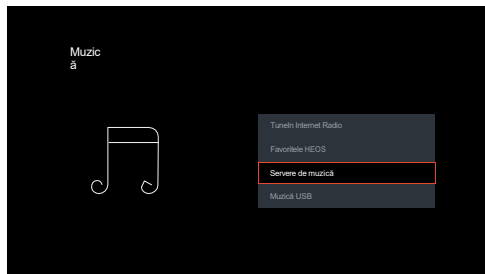 Muzic
ă
TuneIn Internet Radio
Favoritele HEOS
Servere de muzică
Muzică USB